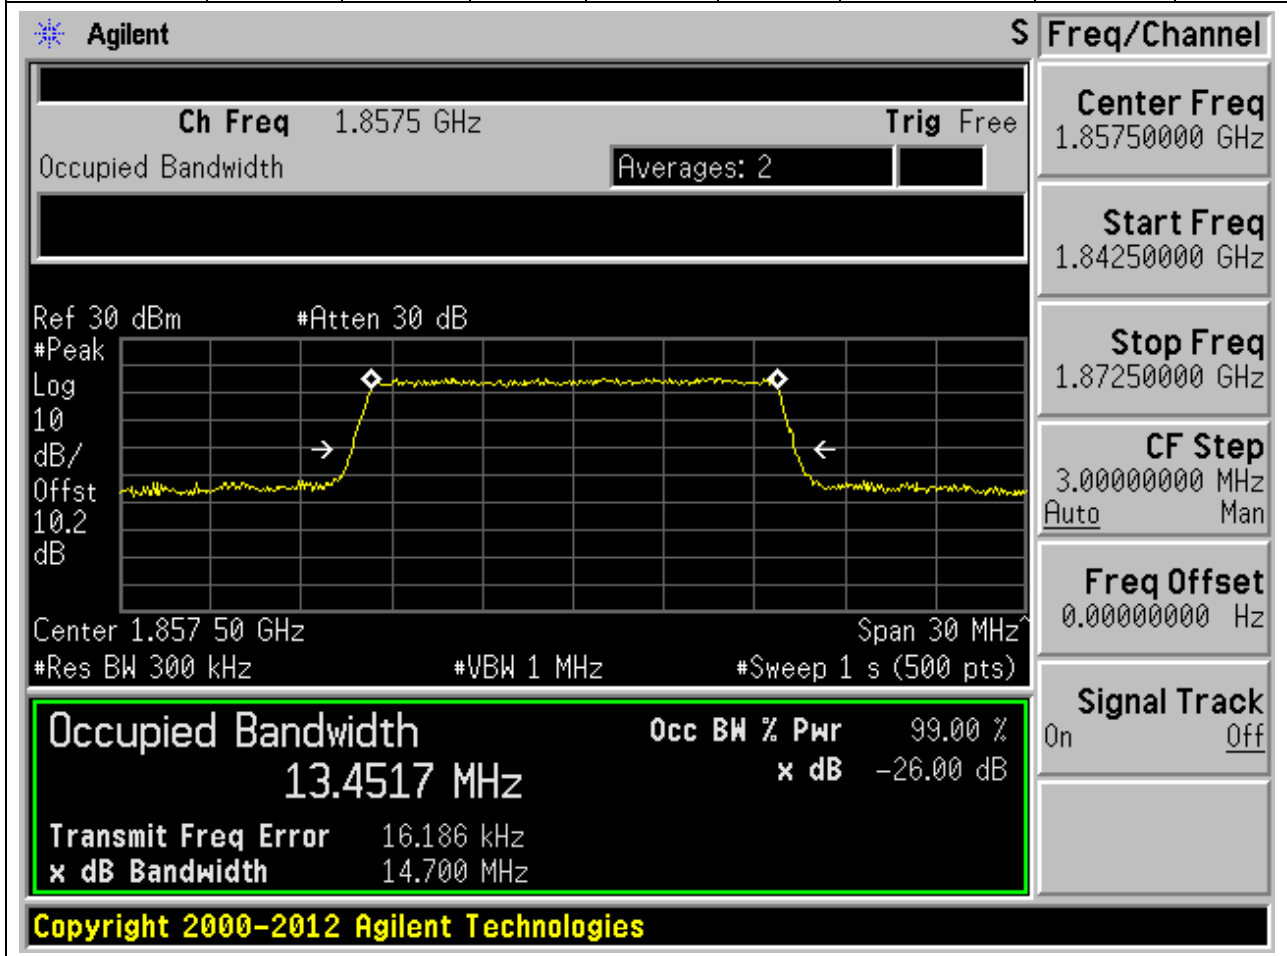 Agilent S Freq/Channel
Ch Freq 1.8575 GHz Trig Free
Occupied Bandwidth Averages: 2
Center Freq
1.85750000 GHz
Start Freq
1.84250000 GHz
Stop Freq
1.87250000 GHz
CF Step
3.00000000 MHz
Auto Man
Freq Offset
0.00000000 Hz
Signal Track
On Off
Ref 30 dBm #Atten 30 dB
#Peak
Log
10
dB/
Offst
10.2
dB
Center 1.857 50 GHz Span 30 MHz^
#Res BW 300 kHz #VBW 1 MHz #Sweep 1 s (500 pts)
Occupied Bandwidth Occ BW % Pwr 99.00 %
13.4517 MHz x dB -26.00 dB
Transmit Freq Error 16.186 kHz
x dB Bandwidth 14.700 MHz
Copyright 2000-2012 Agilent Technologies